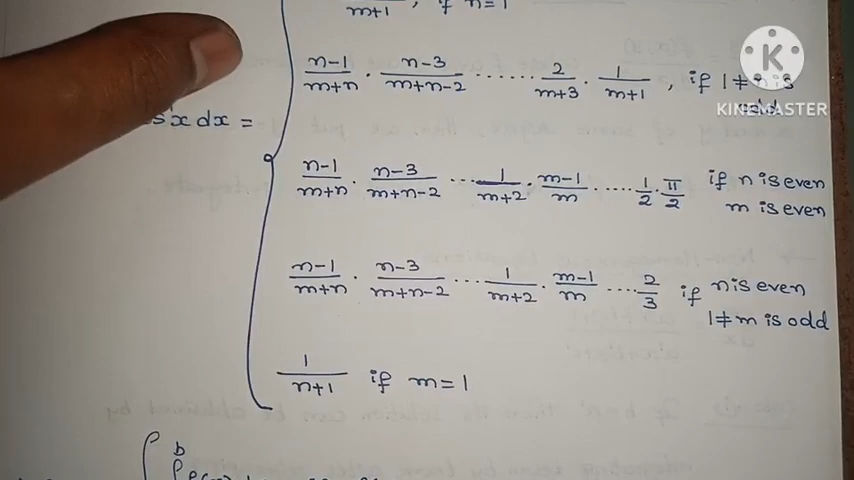 1/(m+1), if n=1
(n-1)/(m+n) · (n-3)/(m+n-2) ...... 2/(m+3) · 1/(m+1), if 1≠n is odd
x dx =
(n-1)/(m+n) · (n-3)/(m+n-2) ... 1/(m+2) · (m-1)/m ..... 1/2 · π/2 if n is even m is even
(n-1)/(m+n) · (n-3)/(m+n-2) ... 1/(m+2) · (m-1)/m .... 2/3 if n is even 1≠m is odd
1/(n+1) if m=1
∫ b
K
KINEMASTER